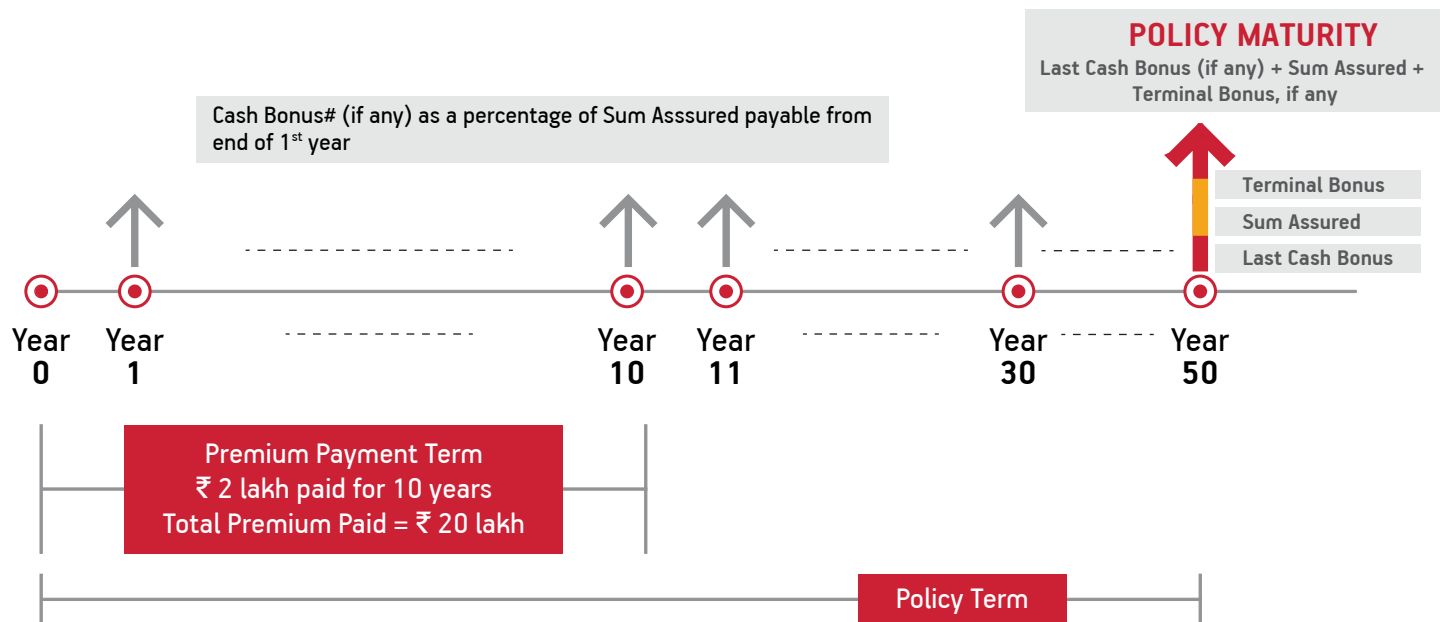 POLICY MATURITY
Last Cash Bonus (if any) + Sum Assured +
Terminal Bonus, if any
Cash Bonus# (if any) as a percentage of Sum Asssured payable from
end of 1st year
Terminal Bonus
Sum Assured
Last Cash Bonus
Year
0
Year
1
Year
10
Year
11
Year
30
Year
50
Premium Payment Term
₹ 2 lakh paid for 10 years
Total Premium Paid = ₹ 20 lakh
Policy Term